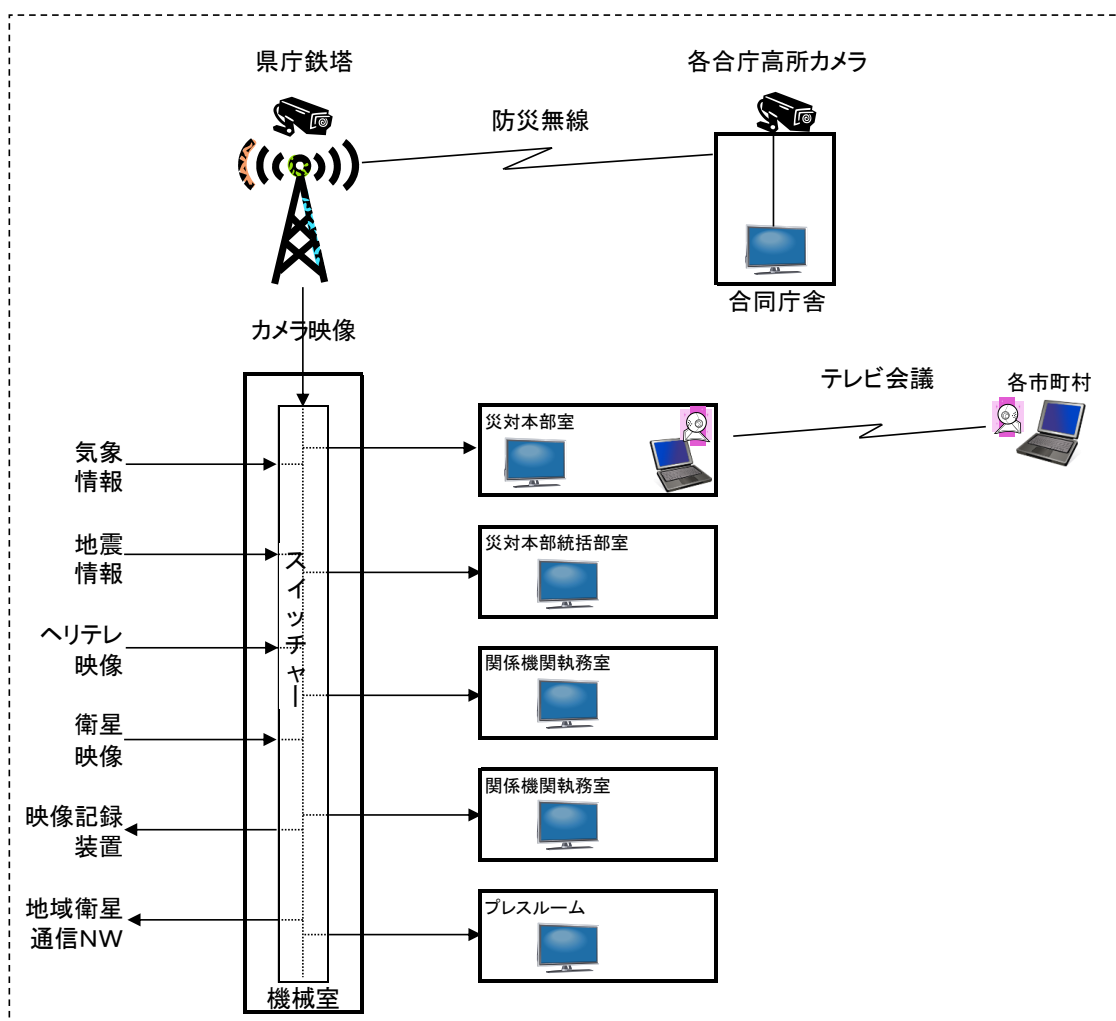 県庁鉄塔
各合庁高所カメラ
防災無線
合同庁舎
カメラ映像
テレビ会議
各市町村
災対本部室
気象
情報
地震
情報
災対本部統括部室
スイッチャー
ヘリテレ
映像
関係機関執務室
衛星
映像
関係機関執務室
映像記録
装置
地域衛星
通信NW
プレスルーム
機械室